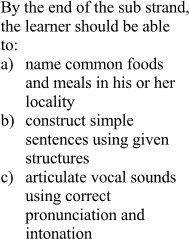 By the end of the sub strand,
the learner should be able
to:
a) name common foods
and meals in his or her
locality
b) construct simple
sentences using given
structures
c) articulate vocal sounds
using correct
pronunciation and
intonation